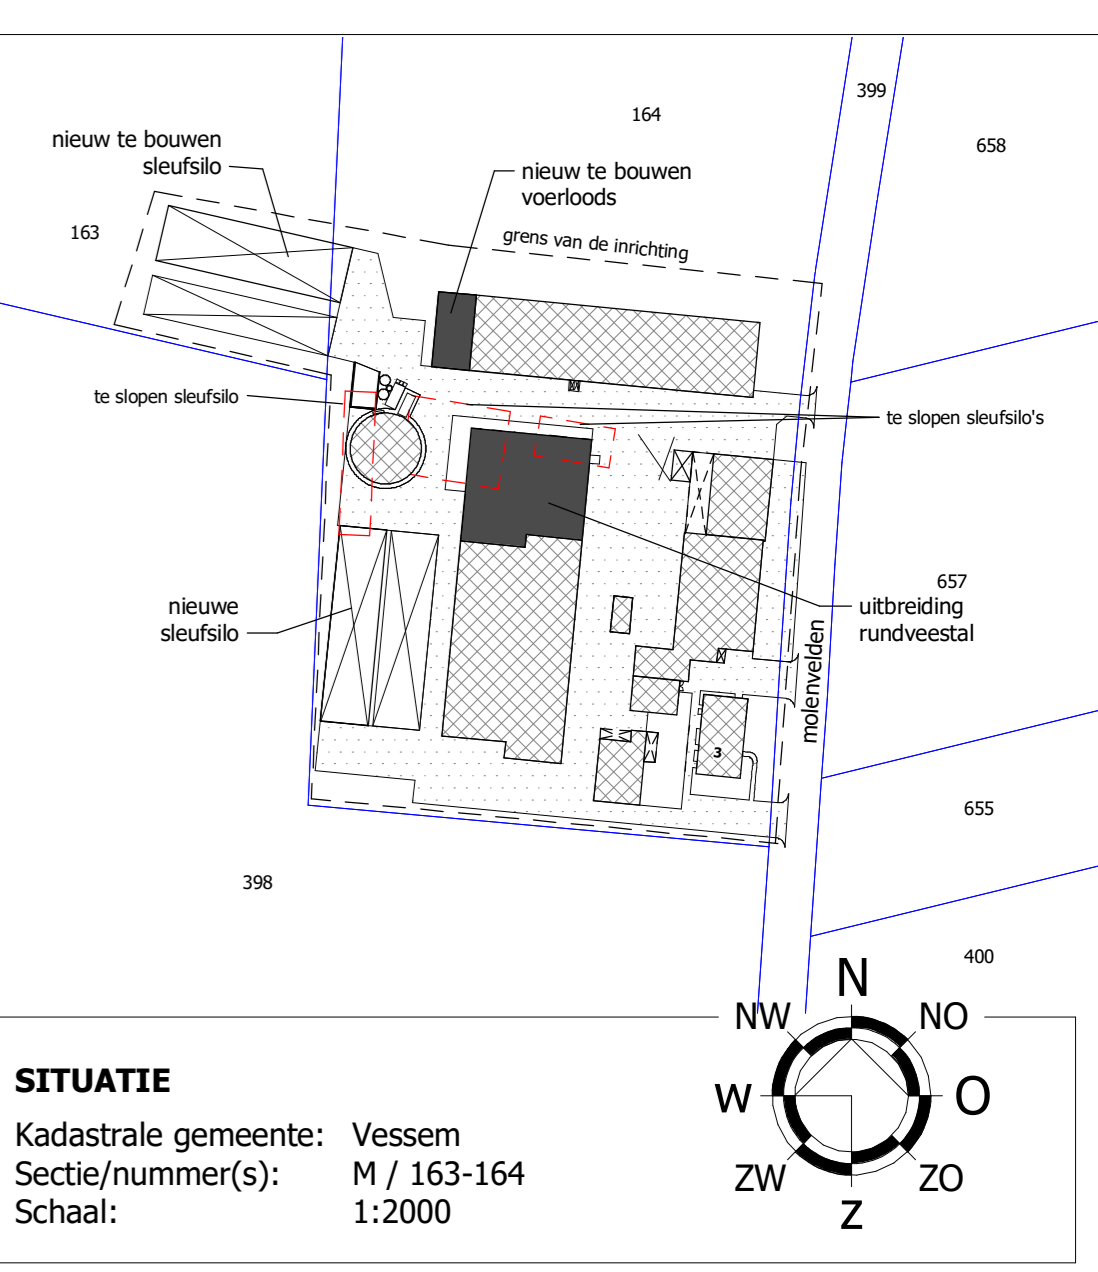 399
164
658
nieuw te bouwen
sleufsilo
nieuw te bouwen
voerloods
163
grens van de inrichting
te slopen sleufsilo
te slopen sleufsilo's
657
nieuwe
sleufsilo
uitbreiding
rundveestal
molenvelden
3
655
398
400
N
NW
NO
W
O
ZW
ZO
Z
SITUATIE
Kadastrale gemeente: Vessem
Sectie/nummer(s): M / 163-164
Schaal: 1:2000